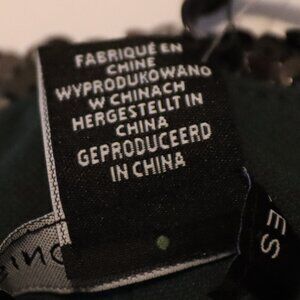 FABRIQUÉ EN
CHINE
WYPRODUKOWANO
W CHINACH
HERGESTELLT IN
CHINA
GEPRODUCEERD
IN CHINA